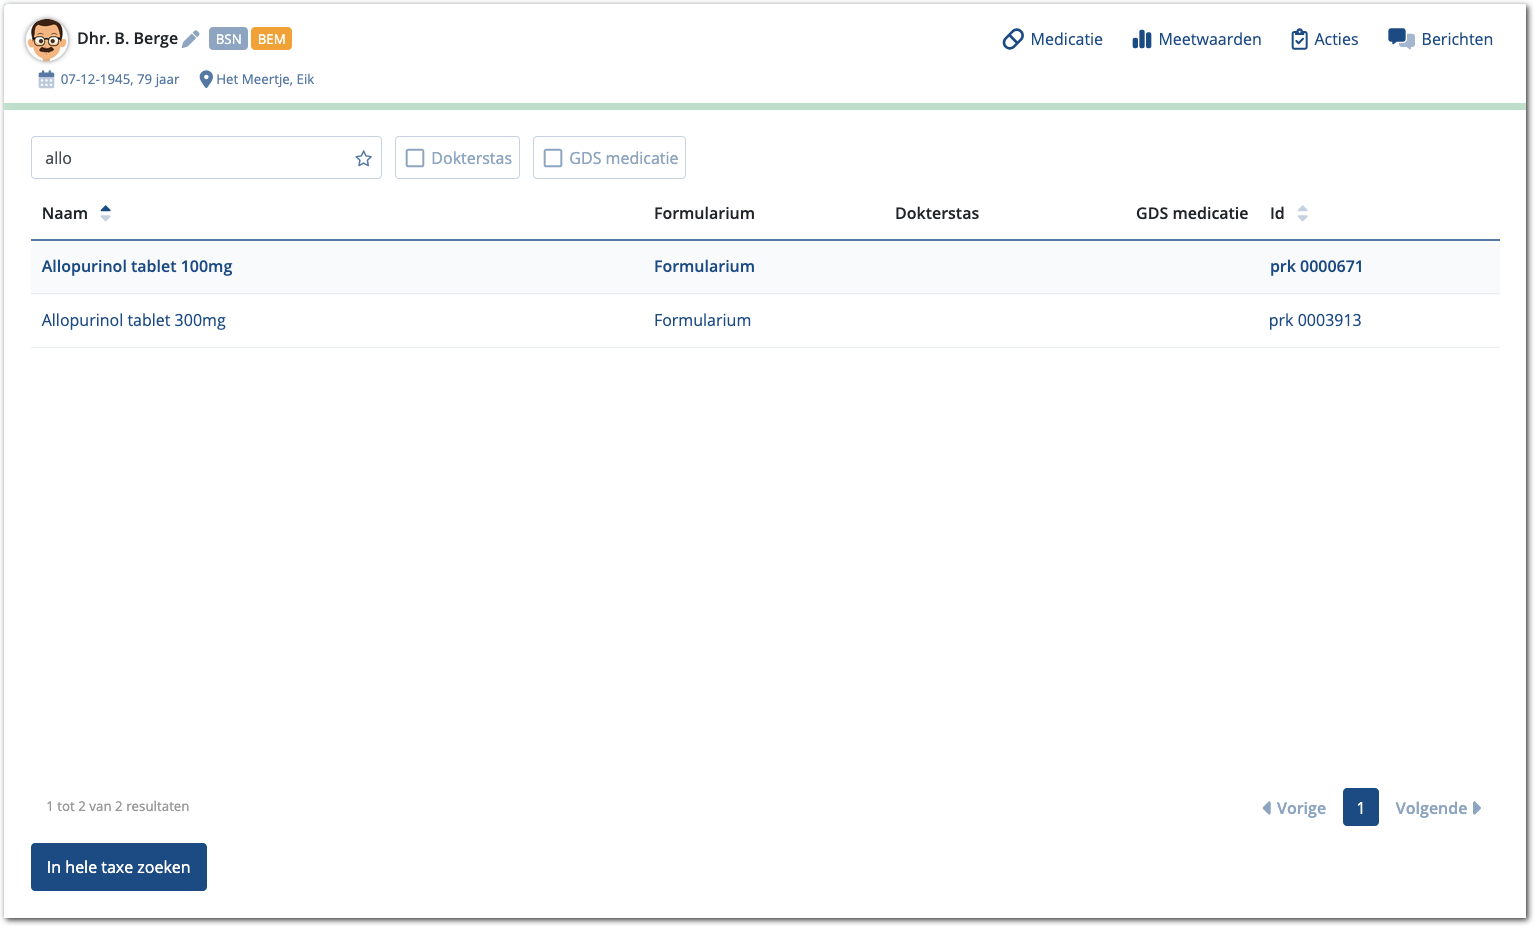 Dhr. B. Berge BSN BEM Medicatie Meetwaarden Acties Berichten
07-12-1945, 79 jaar Het Meertje, Eik
allo Dokterstas GDS medicatie
Naam Formularium Dokterstas GDS medicatie Id
Allopurinol tablet 100mg Formularium prk 0000671
Allopurinol tablet 300mg Formularium prk 0003913
1 tot 2 van 2 resultaten Vorige 1 Volgende
In hele taxe zoeken